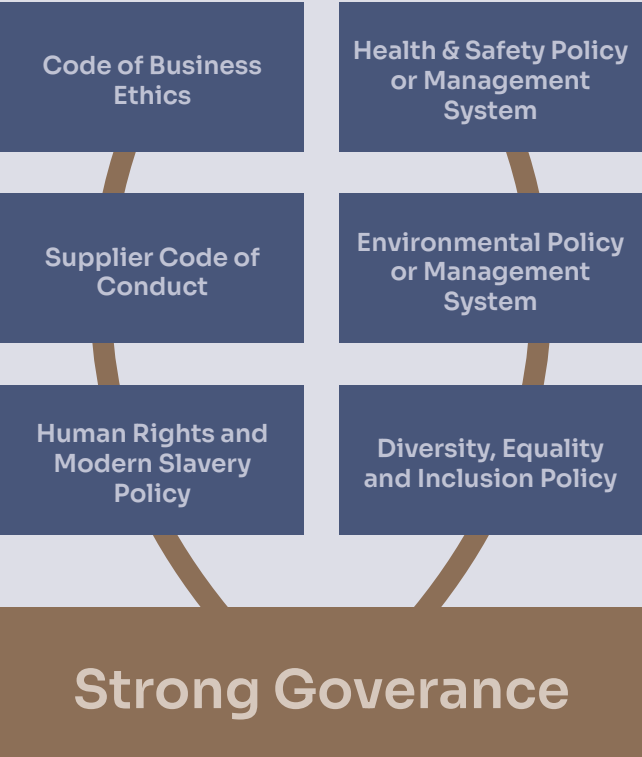 Code of Business
Ethics
Health & Safety Policy
or Management
System
Supplier Code of
Conduct
Environmental Policy
or Management
System
Human Rights and
Modern Slavery
Policy
Diversity, Equality
and Inclusion Policy
Strong Goverance